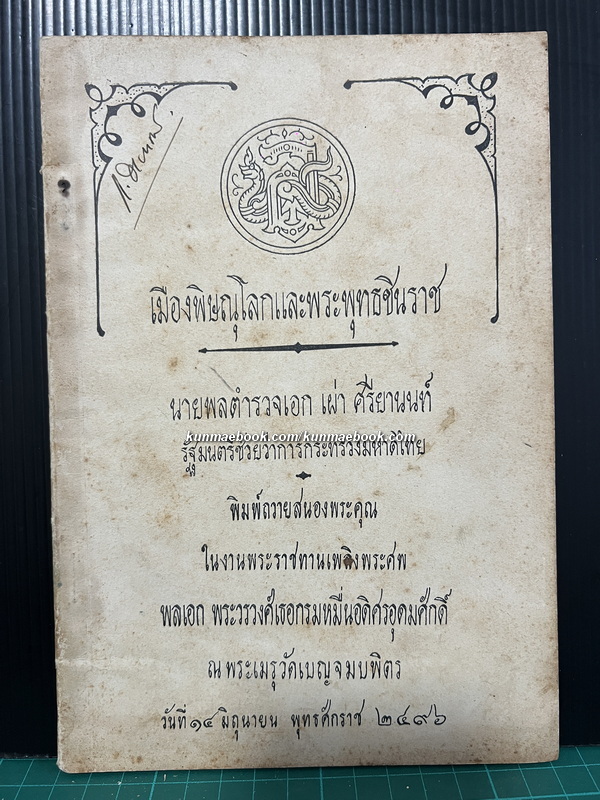 เมืองพิษณุโลกและพระพุทธชินราช
นายพลตำรวจเอก เผ่า ศรียานนท์
kunmaebook.com/kunmaebook.com
รัฐมนตรีช่วยว่าการกระทรวงมหาดไทย
พิมพ์ถวายสนองพระคุณ
ในงานพระราชทานเพลิงพระศพ
พลเอก พระวรวงศ์เธอกรมหมื่นอดิศรอุดมศักดิ์
ณ พระเมรุวัดเบญจมบพิตร
วันที่ ๑๔ มิถุนายน พุทธศักราช ๒๔๙๖